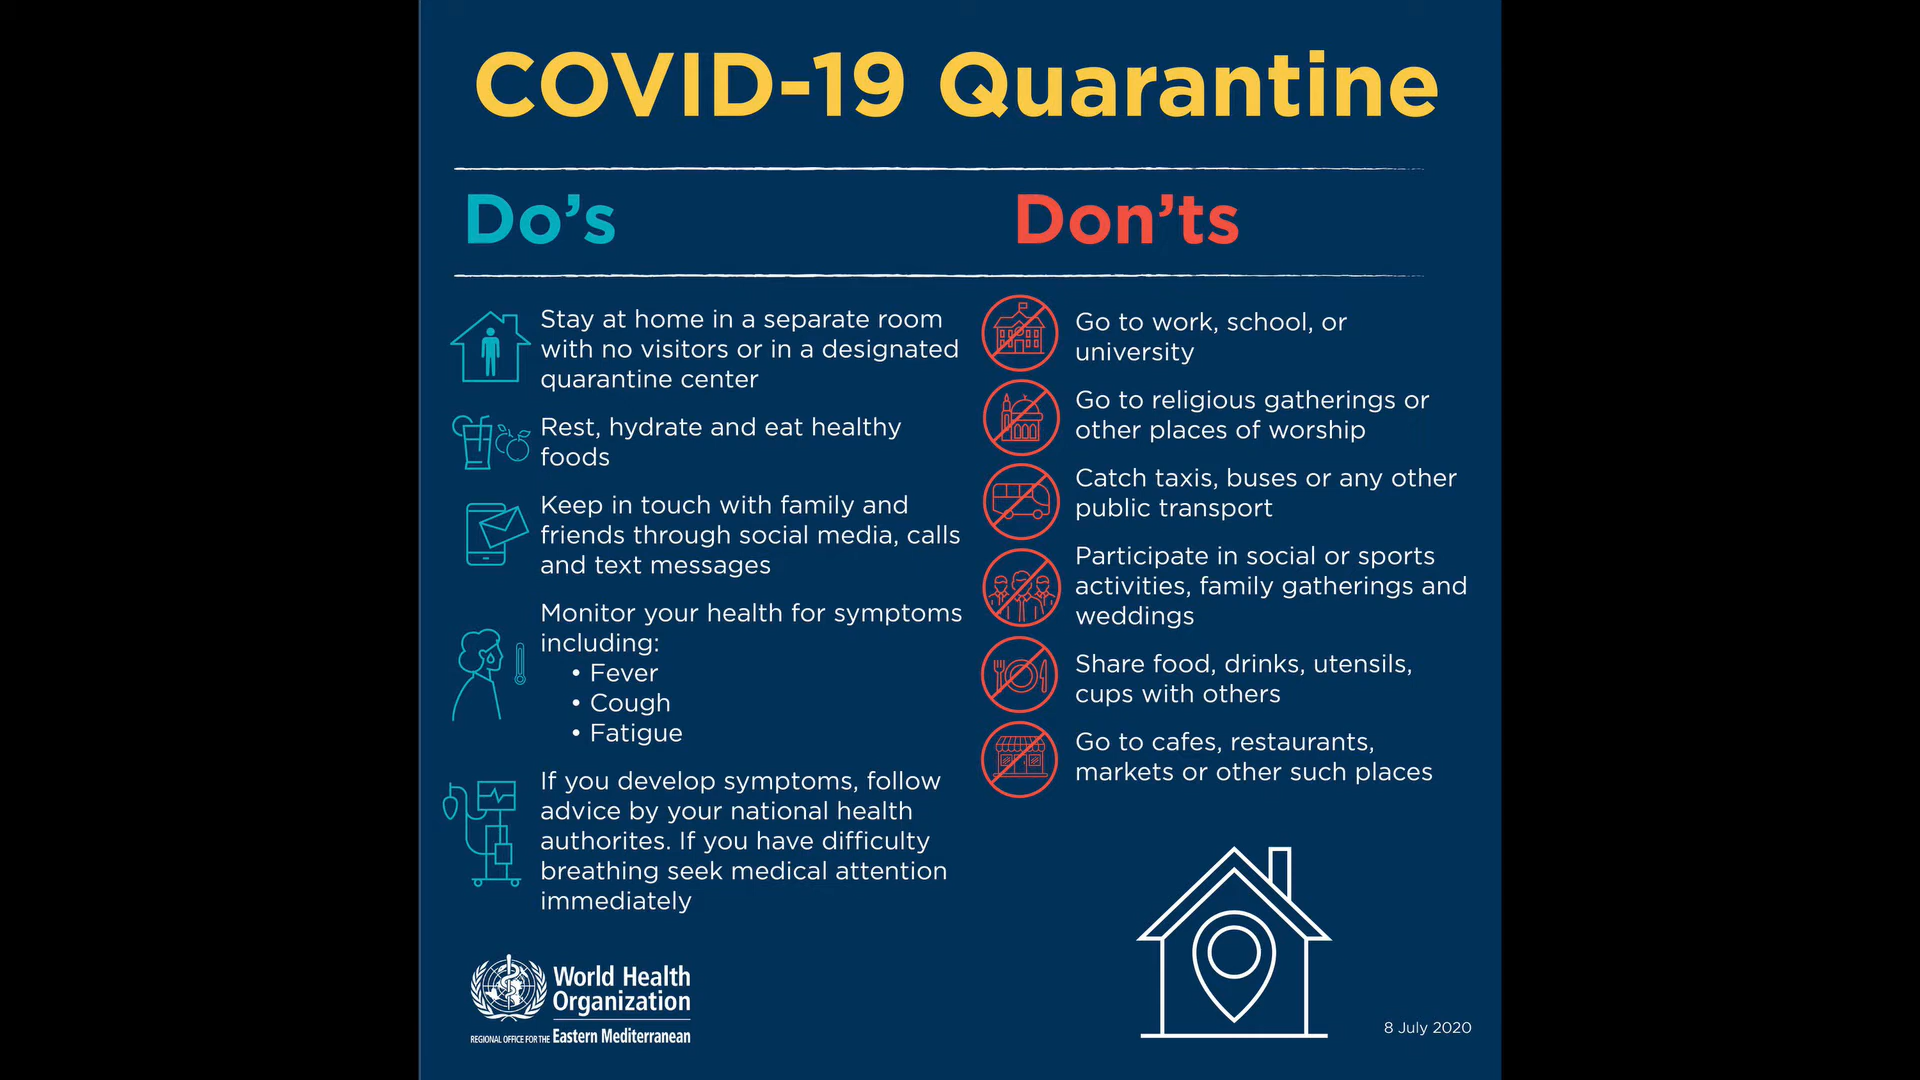 COVID-19 Quarantine
Do’s
Don’ts
Stay at home in a separate room
with no visitors or in a designated
quarantine center
Rest, hydrate and eat healthy
foods
Keep in touch with family and
friends through social media, calls
and text messages
Monitor your health for symptoms
including:
• Fever
• Cough
• Fatigue
If you develop symptoms, follow
advice by your national health
authorites. If you have difficulty
breathing seek medical attention
immediately
Go to work, school, or
university
Go to religious gatherings or
other places of worship
Catch taxis, buses or any other
public transport
Participate in social or sports
activities, family gatherings and
weddings
Share food, drinks, utensils,
cups with others
Go to cafes, restaurants,
markets or other such places
World Health
Organization
REGIONAL OFFICE FOR THE Eastern Mediterranean
8 July 2020